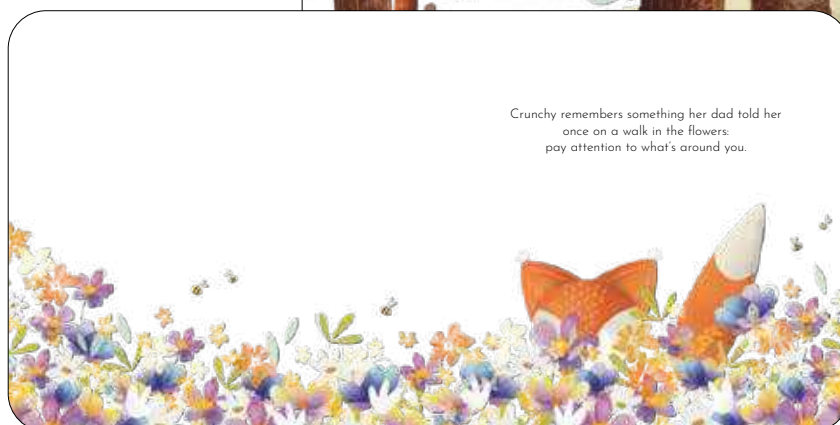 Crunchy remembers something her dad told her
once on a walk in the flowers:
pay attention to what's around you.